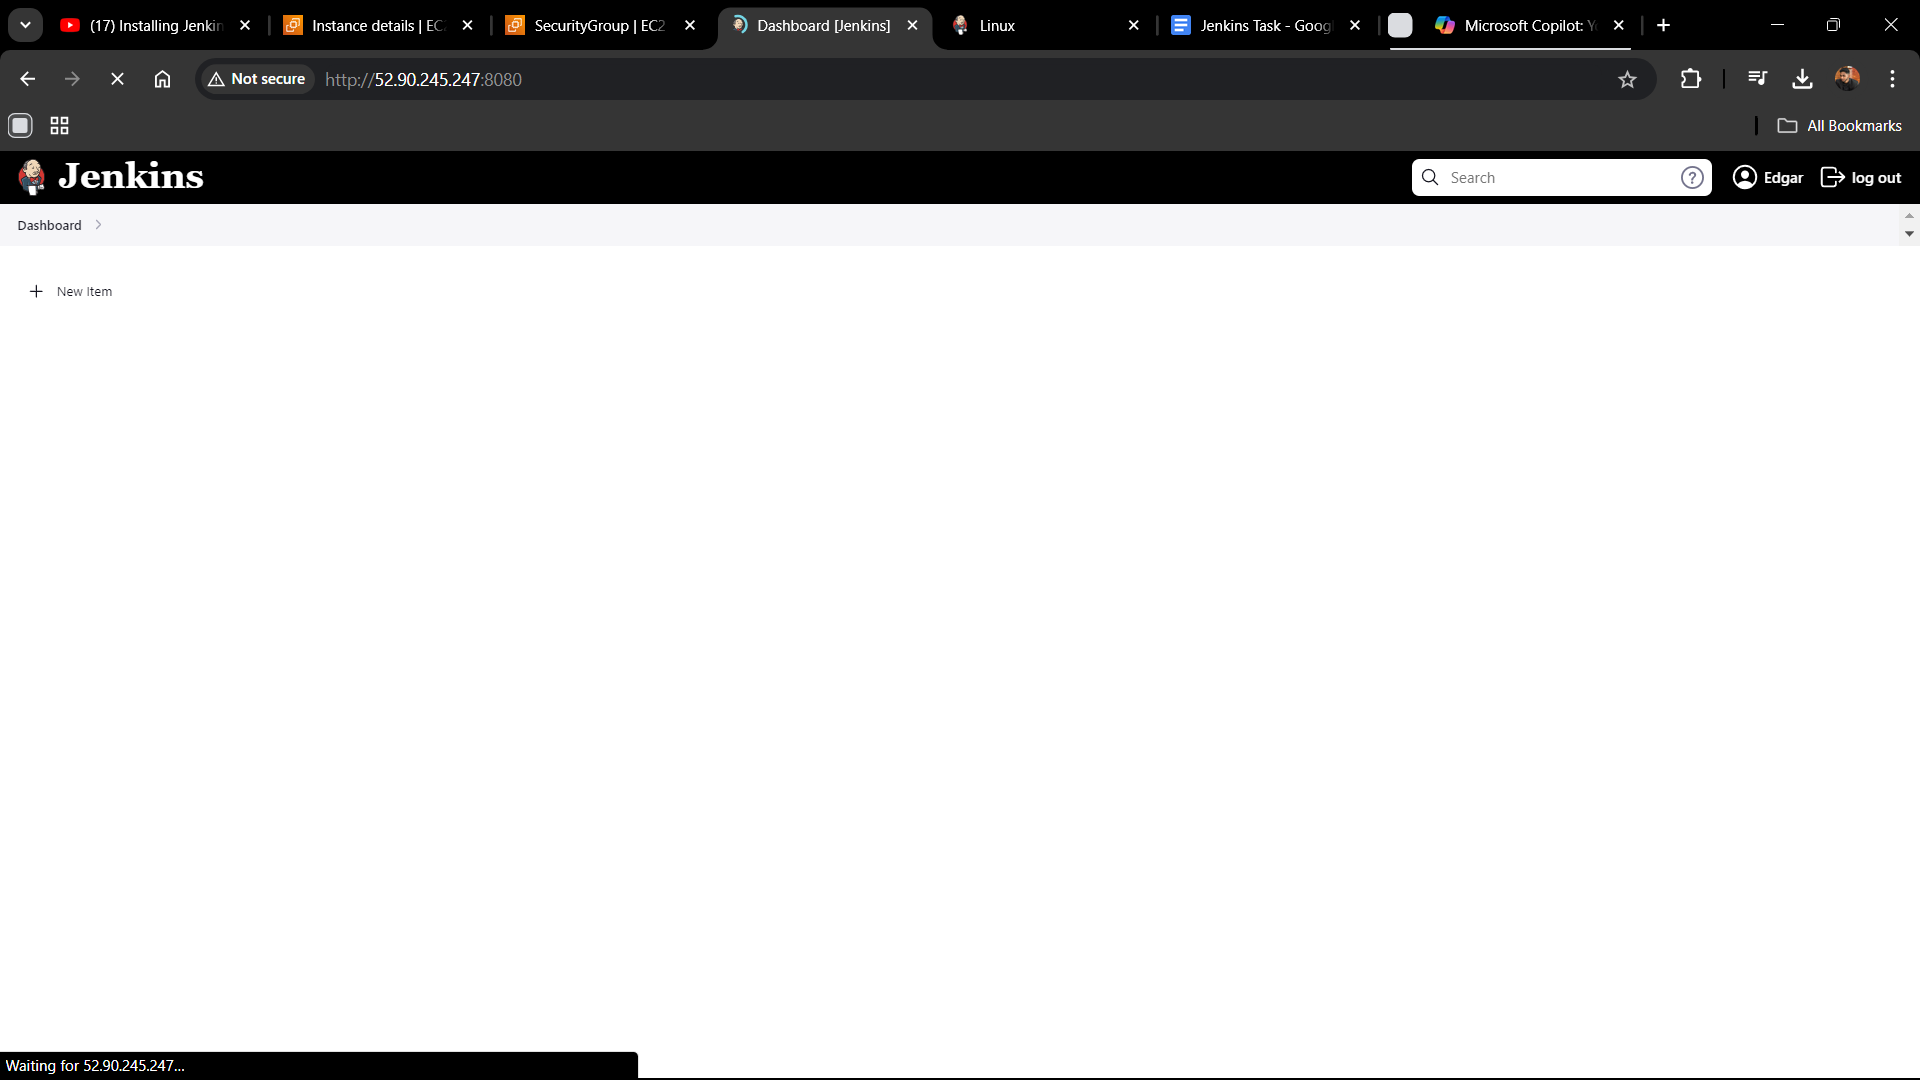 (17) Installing Jenkin
Instance details | EC
SecurityGroup | EC2
Dashboard [Jenkins]
Linux
Jenkins Task - Goog
Microsoft Copilot: Y
Not secure
http://52.90.245.247:8080
All Bookmarks
Jenkins
Search
Edgar
log out
Dashboard
New Item
Waiting for 52.90.245.247...